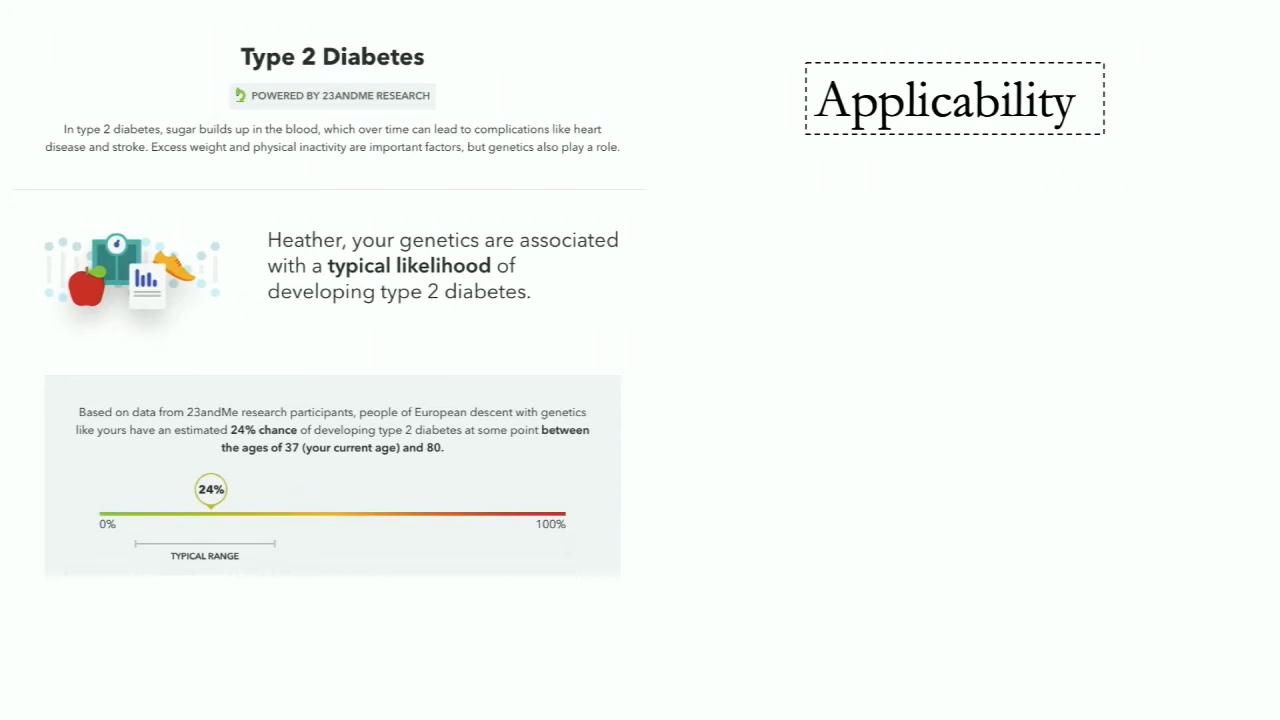 Type 2 Diabetes
POWERED BY 23ANDME RESEARCH
In type 2 diabetes, sugar builds up in the blood, which over time can lead to complications like heart
disease and stroke. Excess weight and physical inactivity are important factors, but genetics also play a role.
Heather, your genetics are associated
with a typical likelihood of
developing type 2 diabetes.
Based on data from 23andMe research participants, people of European descent with genetics
like yours have an estimated 24% chance of developing type 2 diabetes at some point between
the ages of 37 (your current age) and 80.
24%
0%
100%
TYPICAL RANGE
Applicability